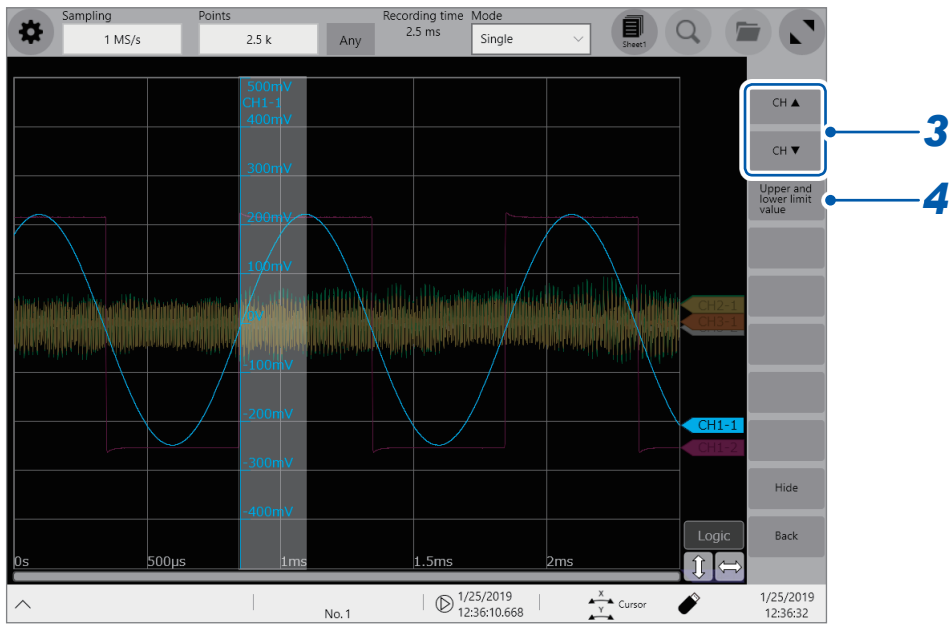 Sampling
Points
Recording time
Mode
1 MS/s
2.5 k
Any
2.5 ms
Single
Sheet1
500mV
CH1-1
400mV
300mV
200mV
100mV
0V
-100mV
-200mV
-300mV
-400mV
0s
500µs
1ms
1.5ms
2ms
CH2-1
CH3-1
CH1-1
CH1-2
Logic
CH ▲
CH ▼
3
Upper and
lower limit
value
4
Hide
Back
No. 1
1/25/2019
12:36:10.668
X
Y
Cursor
1/25/2019
12:36:32